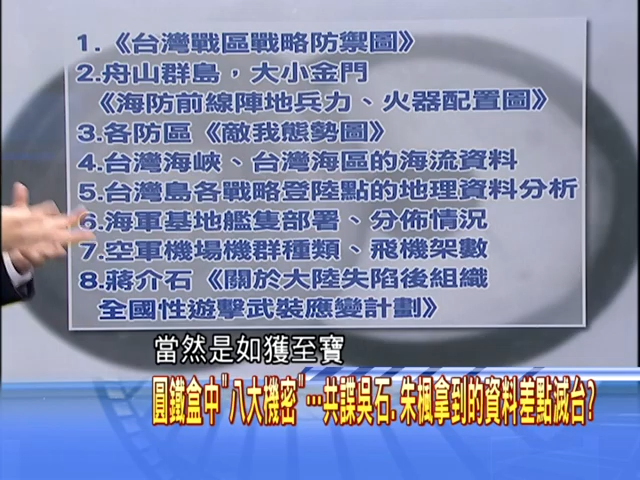 1.《台灣戰區戰略防禦圖》
2.舟山群島，大小金門
《海防前線陣地兵力、火器配置圖》
3.各防區《敵我態勢圖》
4.台灣海峽、台灣海區的海流資料
5.台灣島各戰略登陸點的地理資料分析
6.海軍基地艦隻部署、分佈情況
7.空軍機場機群種類、飛機架數
8.蔣介石《關於大陸失陷後組織
全國性遊擊武裝應變計劃》
當然是如獲至寶
圓鐵盒中"八大機密"…共諜吳石.朱楓拿到的資料差點滅台?